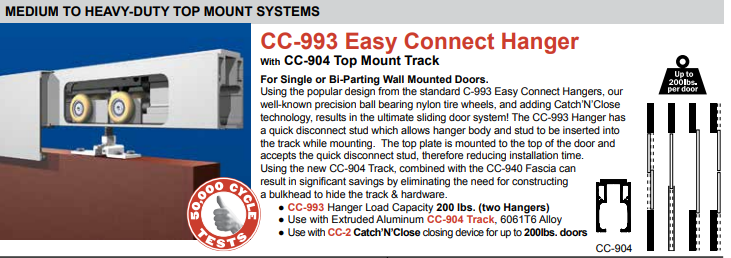 MEDIUM TO HEAVY-DUTY TOP MOUNT SYSTEMS
CC-993 Easy Connect Hanger
With CC-904 Top Mount Track
For Single or Bi-Parting Wall Mounted Doors.
Using the popular design from the standard C-993 Easy Connect Hangers, our
well-known precision ball bearing nylon tire wheels, and adding Catch'N'Close
technology, results in the ultimate sliding door system! The CC-993 Hanger has
a quick disconnect stud which allows hanger body and stud to be inserted into
the track while mounting. The top plate is mounted to the top of the door and
accepts the quick disconnect stud, therefore reducing installation time.
Using the new CC-904 Track, combined with the CC-940 Fascia can
result in significant savings by eliminating the need for constructing
a bulkhead to hide the track & hardware.
● CC-993 Hanger Load Capacity 200 lbs. (two Hangers)
● Use with Extruded Aluminum CC-904 Track, 6061T6 Alloy
● Use with CC-2 Catch'N'Close closing device for up to 200lbs. doors
50,000 CYCLE
TESTS
Up to
200lbs.
per door
CC-904